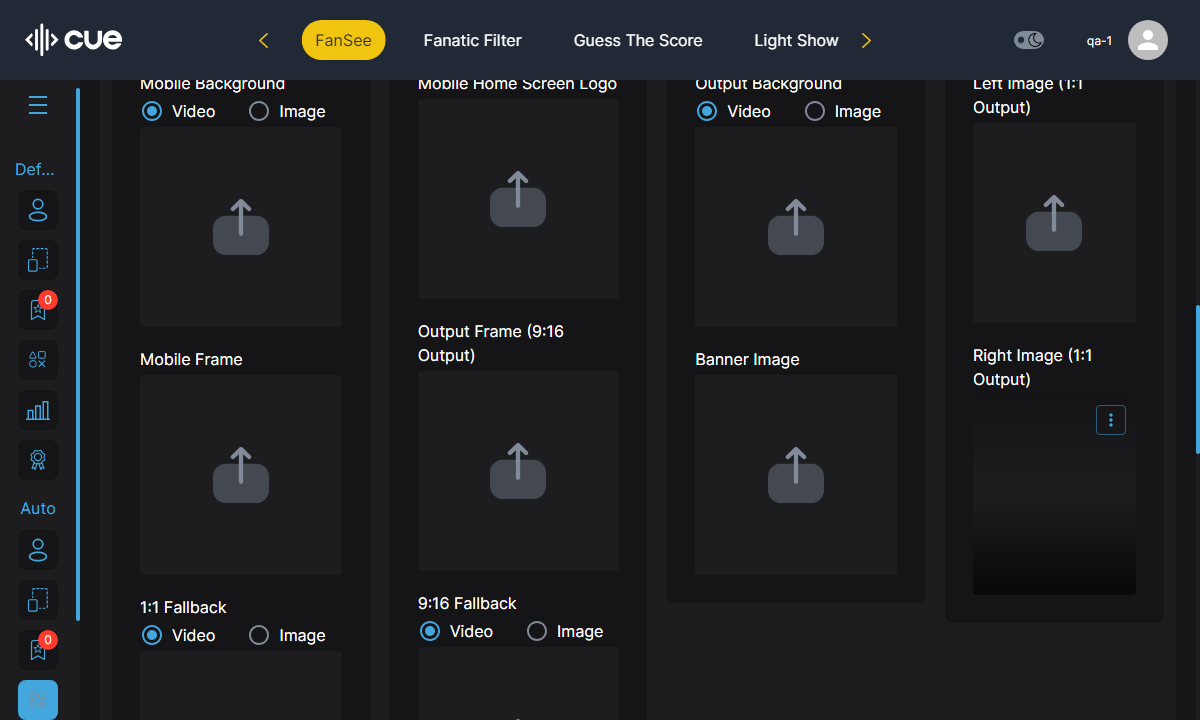 cue
FanSee
Fanatic Filter
Guess The Score
Light Show
qa-1
Def...
0
Auto
0
Mobile Background
Video
Image
Mobile Frame
1:1 Fallback
Video
Image
Mobile Home Screen Logo
Output Frame (9:16
Output)
9:16 Fallback
Video
Image
Output Background
Video
Image
Banner Image
Left Image (1:1
Output)
Right Image (1:1
Output)